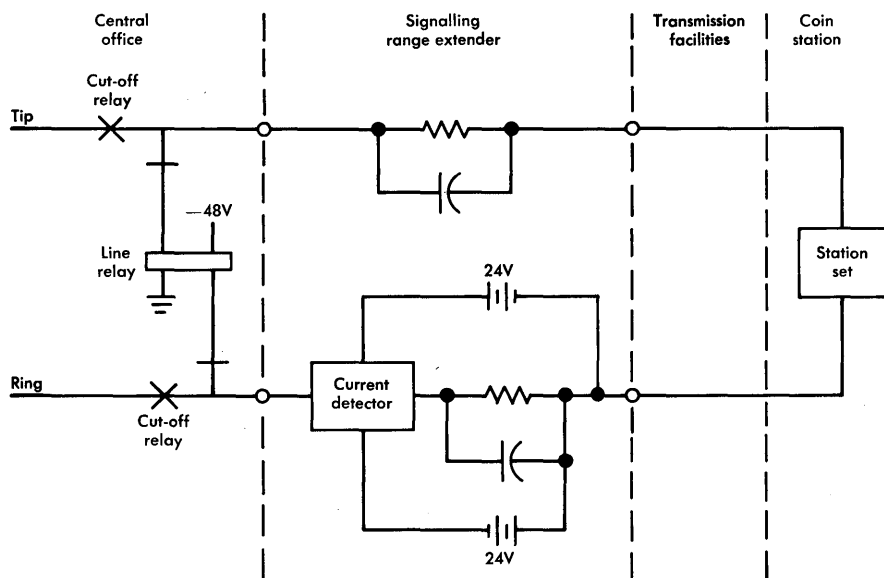 Central
office
Signalling
range extender
Transmission
facilities
Coin
station
Cut-off
relay
Tip
—48V
Line
relay
Station
set
24V
Current
detector
Ring
Cut-off
relay
24V